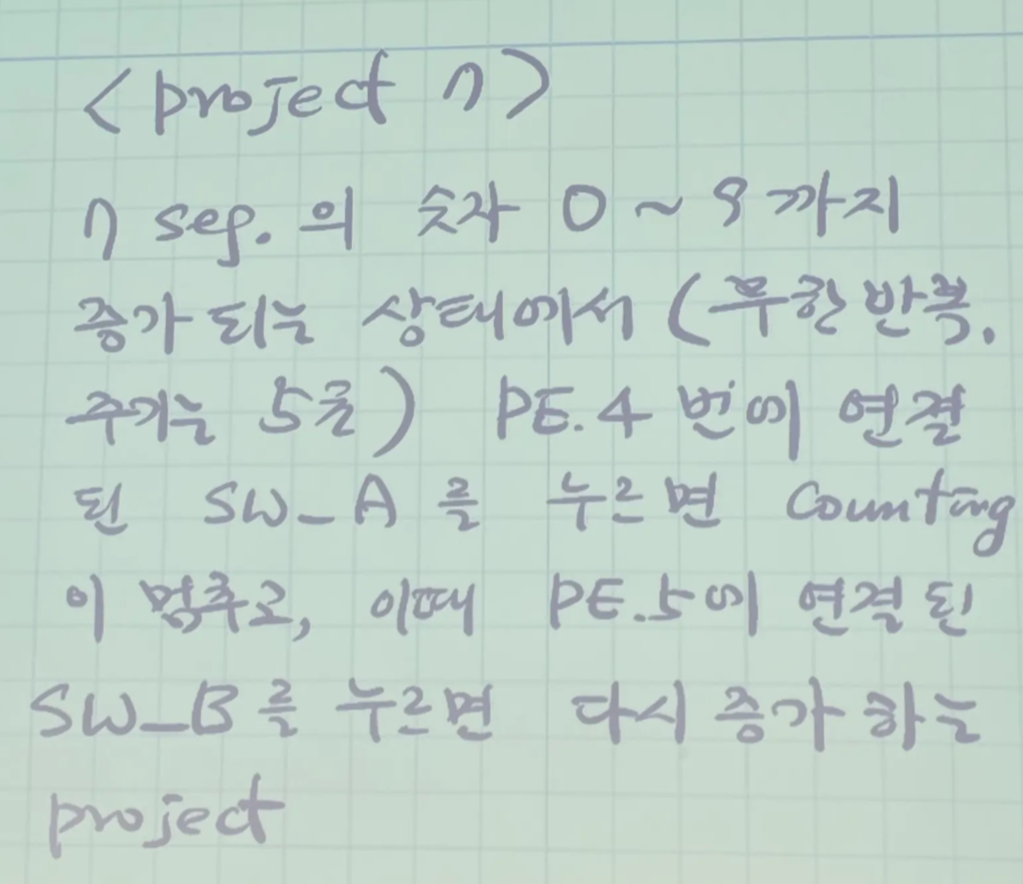 <project 7>
7 seg.의 숫자 0~9까지
증가 되는 상태에서 (무한반복.
주기는 5클) PE.4 번에 연결
된 SW_A 를 누르면 Counting
이 멈추고, 이때 PE.5에 연결된
SW_B를 누르면 다시 증가하는
project